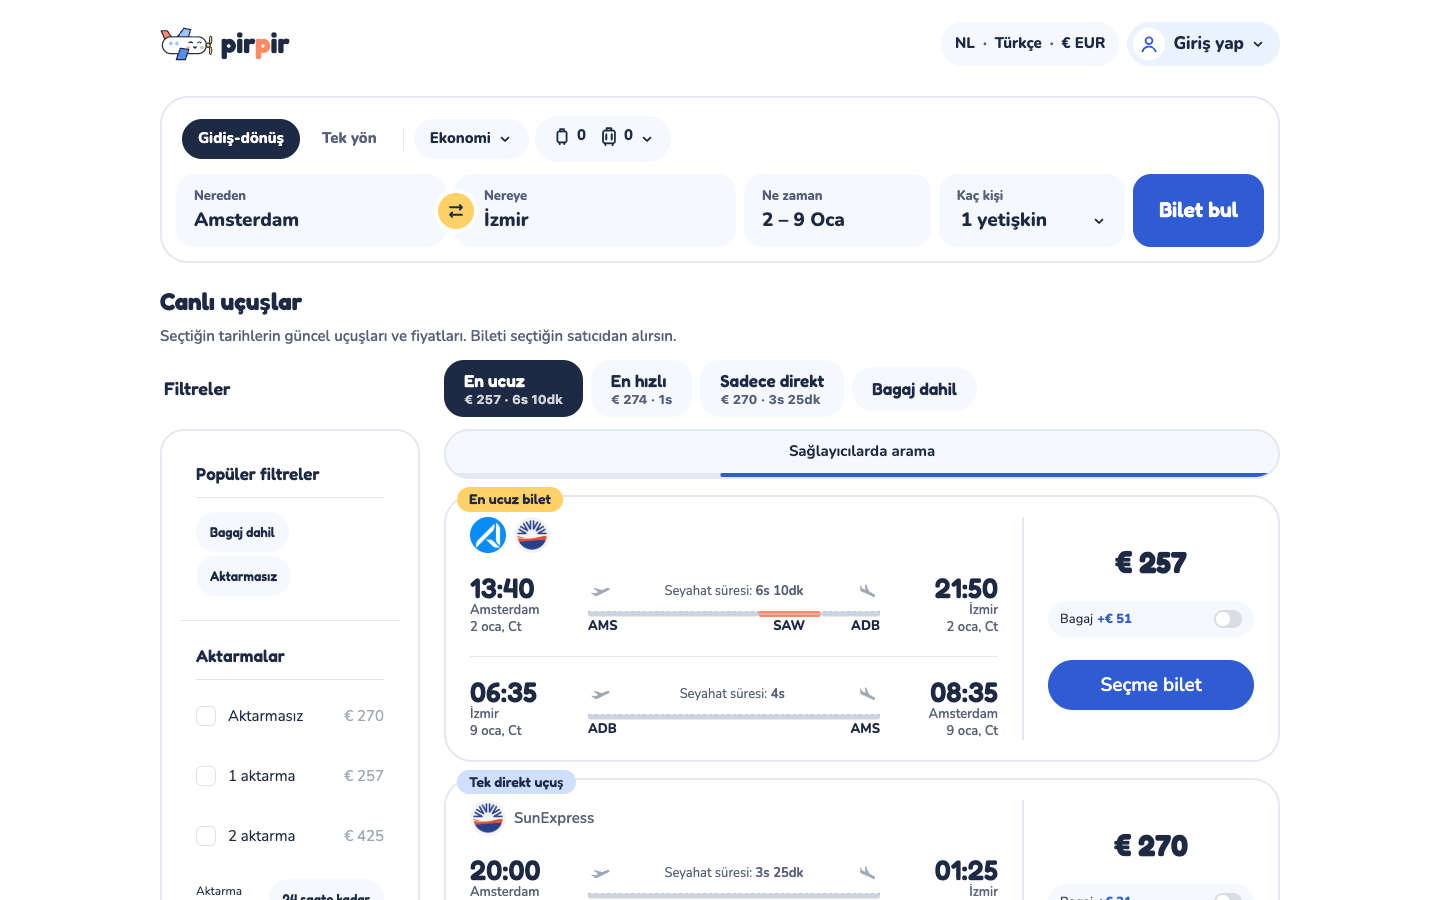 pirpir
NL · Türkçe · € EUR
Giriş yap
Gidiş-dönüş
Tek yön
Ekonomi
0 0
Nereden
Amsterdam
Nereye
İzmir
Ne zaman
2 – 9 Oca
Kaç kişi
1 yetişkin
Bilet bul
Canlı uçuşlar
Seçtiğin tarihlerin güncel uçuşları ve fiyatları. Bileti seçtiğin satıcıdan alırsın.
Filtreler
En ucuz
€ 257 · 6s 10dk
En hızlı
€ 274 · 1s
Sadece direkt
€ 270 · 3s 25dk
Bagaj dahil
Popüler filtreler
Bagaj dahil
Aktarmasız
Aktarmalar
Aktarmasız € 270
1 aktarma € 257
2 aktarma € 425
Aktarma
24 saate kadar
Sağlayıcılarda arama
En ucuz bilet
13:40
Amsterdam
2 oca, Ct
Seyahat süresi: 6s 10dk
AMS SAW ADB
21:50
İzmir
2 oca, Ct
06:35
İzmir
9 oca, Ct
Seyahat süresi: 4s
ADB AMS
08:35
Amsterdam
9 oca, Ct
€ 257
Bagaj +€ 51
Seçme bilet
Tek direkt uçuş
SunExpress
20:00
Amsterdam
Seyahat süresi: 3s 25dk
01:25
İzmir
€ 270
Bagaj +€ 31